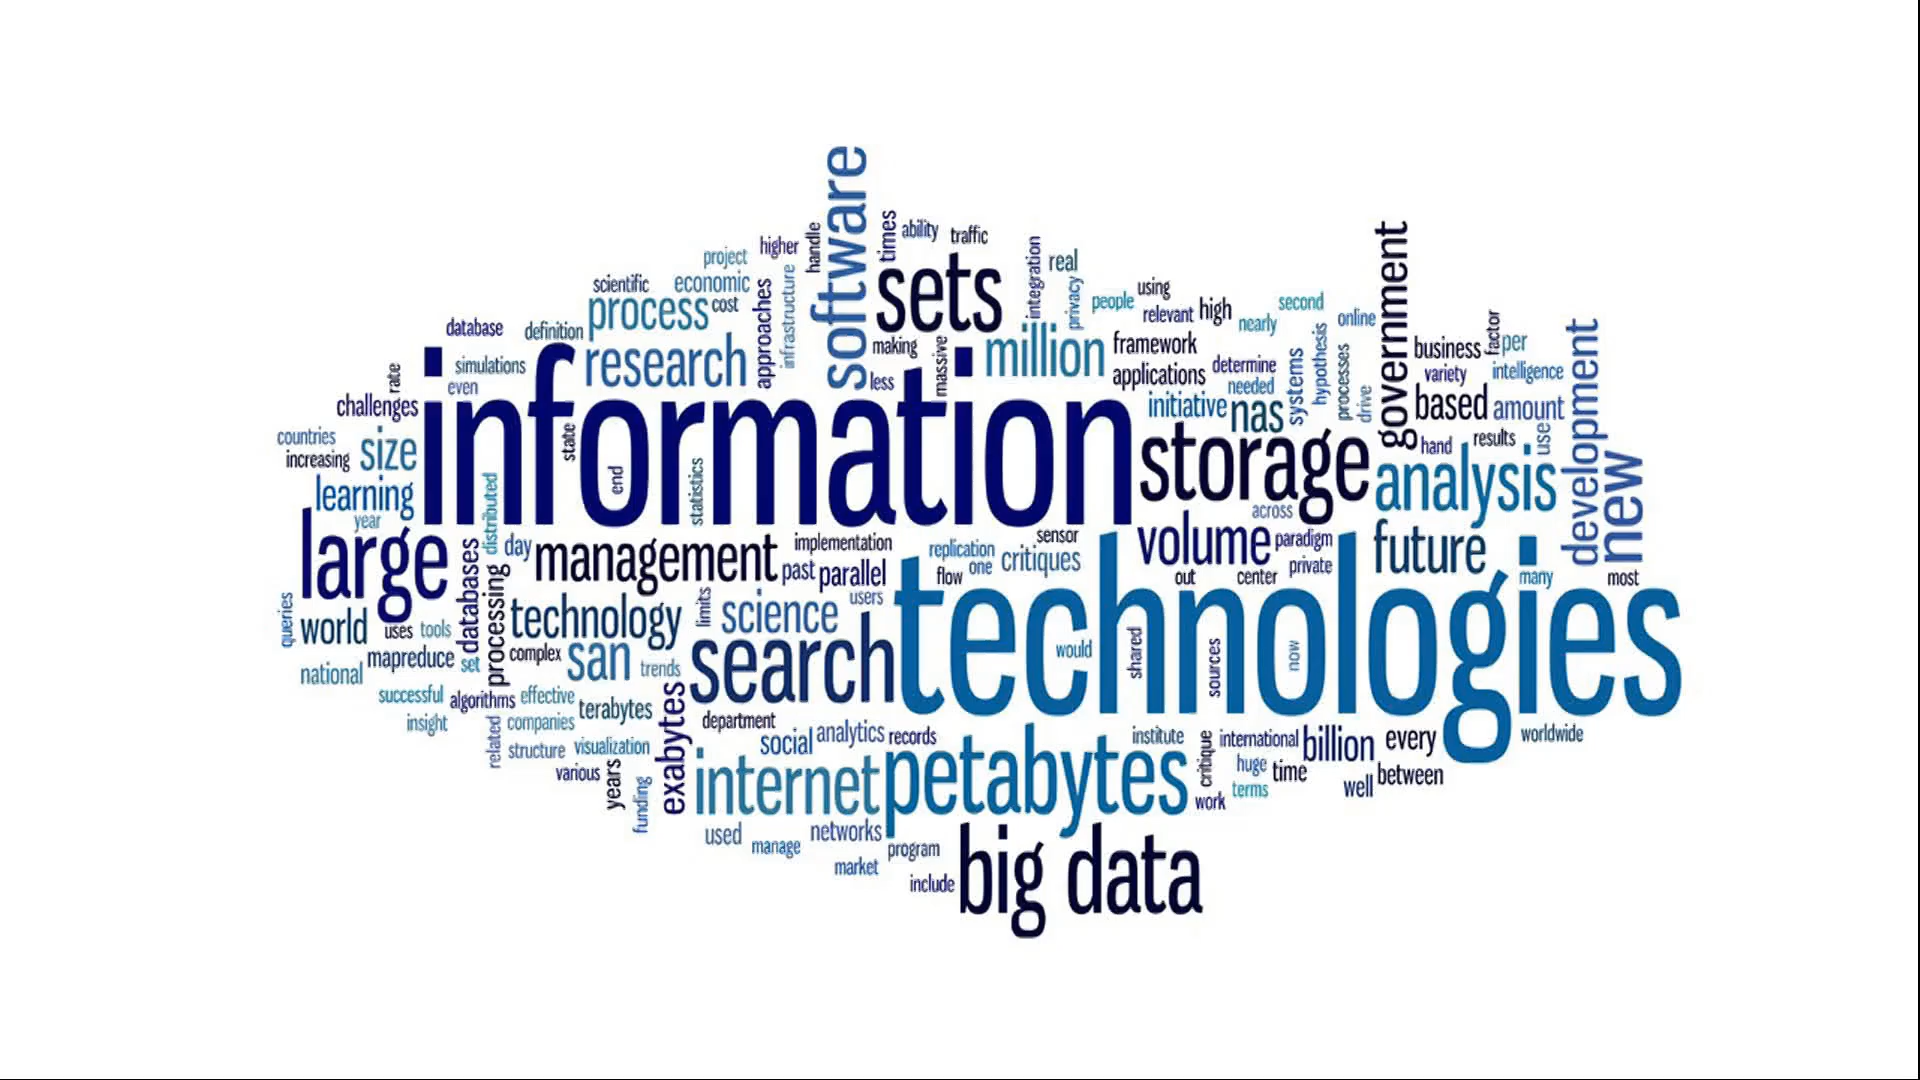 software
times
ability
traffic
handle
higher
project
integration
real
government
scientific
economic
infrastructure
approaches
sets
privacy
people
using
process
cost
relevant
high
second
nearly
online
database
definition
research
making
massive
million
framework
hypothesis
processes
business
factor
per
development
simulations
even
less
applications
determine
needed
systems
drive
variety
intelligence
rate
challenges
information
initiative
nas
based
amount
countries
increasing
size
state
end
statistics
storage
hand
results
use
analysis
new
learning
year
distributed
across
large
databases
day
management
implementation
past
parallel
replication
sensor
flow
one
critiques
volume
paradigm
out
center
private
future
many
most
queries
world
uses
tools
processing
technology
limits
science
users
technologies
mapreduce
set
complex
san
trends
search
would
shared
sources
now
national
successful
algorithms
effective
terabytes
exabytes
department
insight
related
companies
structure
visualization
social
analytics
records
institute
critique
international
billion
every
worldwide
various
years
funding
internet
petabytes
huge
time
terms
work
well
between
used
manage
networks
market
program
include
big data